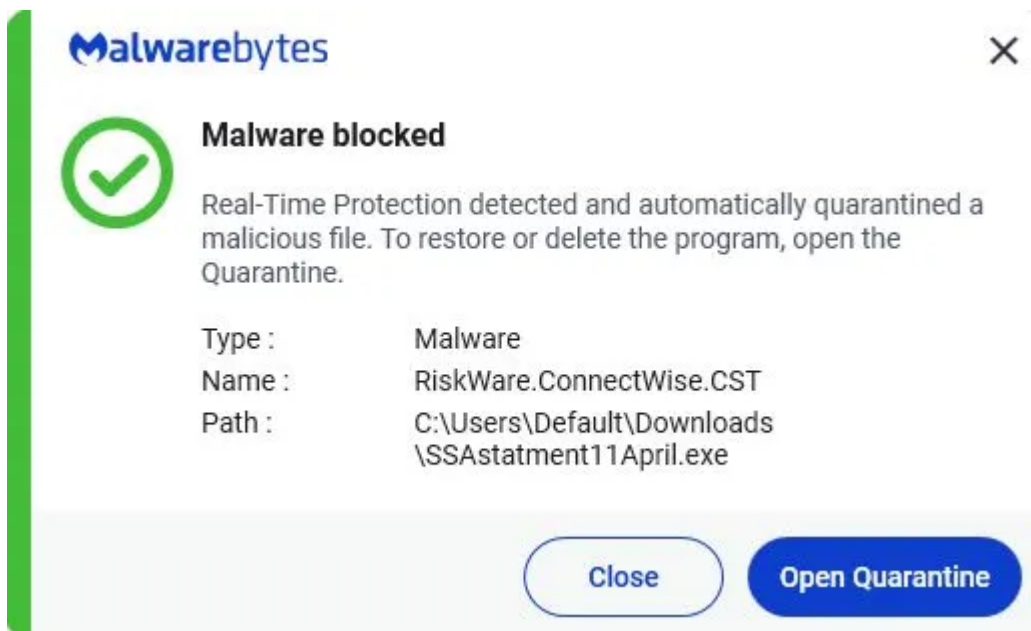 Malwarebytes
Malware blocked
Real-Time Protection detected and automatically quarantined a
malicious file. To restore or delete the program, open the
Quarantine.
Type : Malware
Name : RiskWare.ConnectWise.CST
Path : C:\Users\Default\Downloads
\SSAstatment11April.exe
Close Open Quarantine